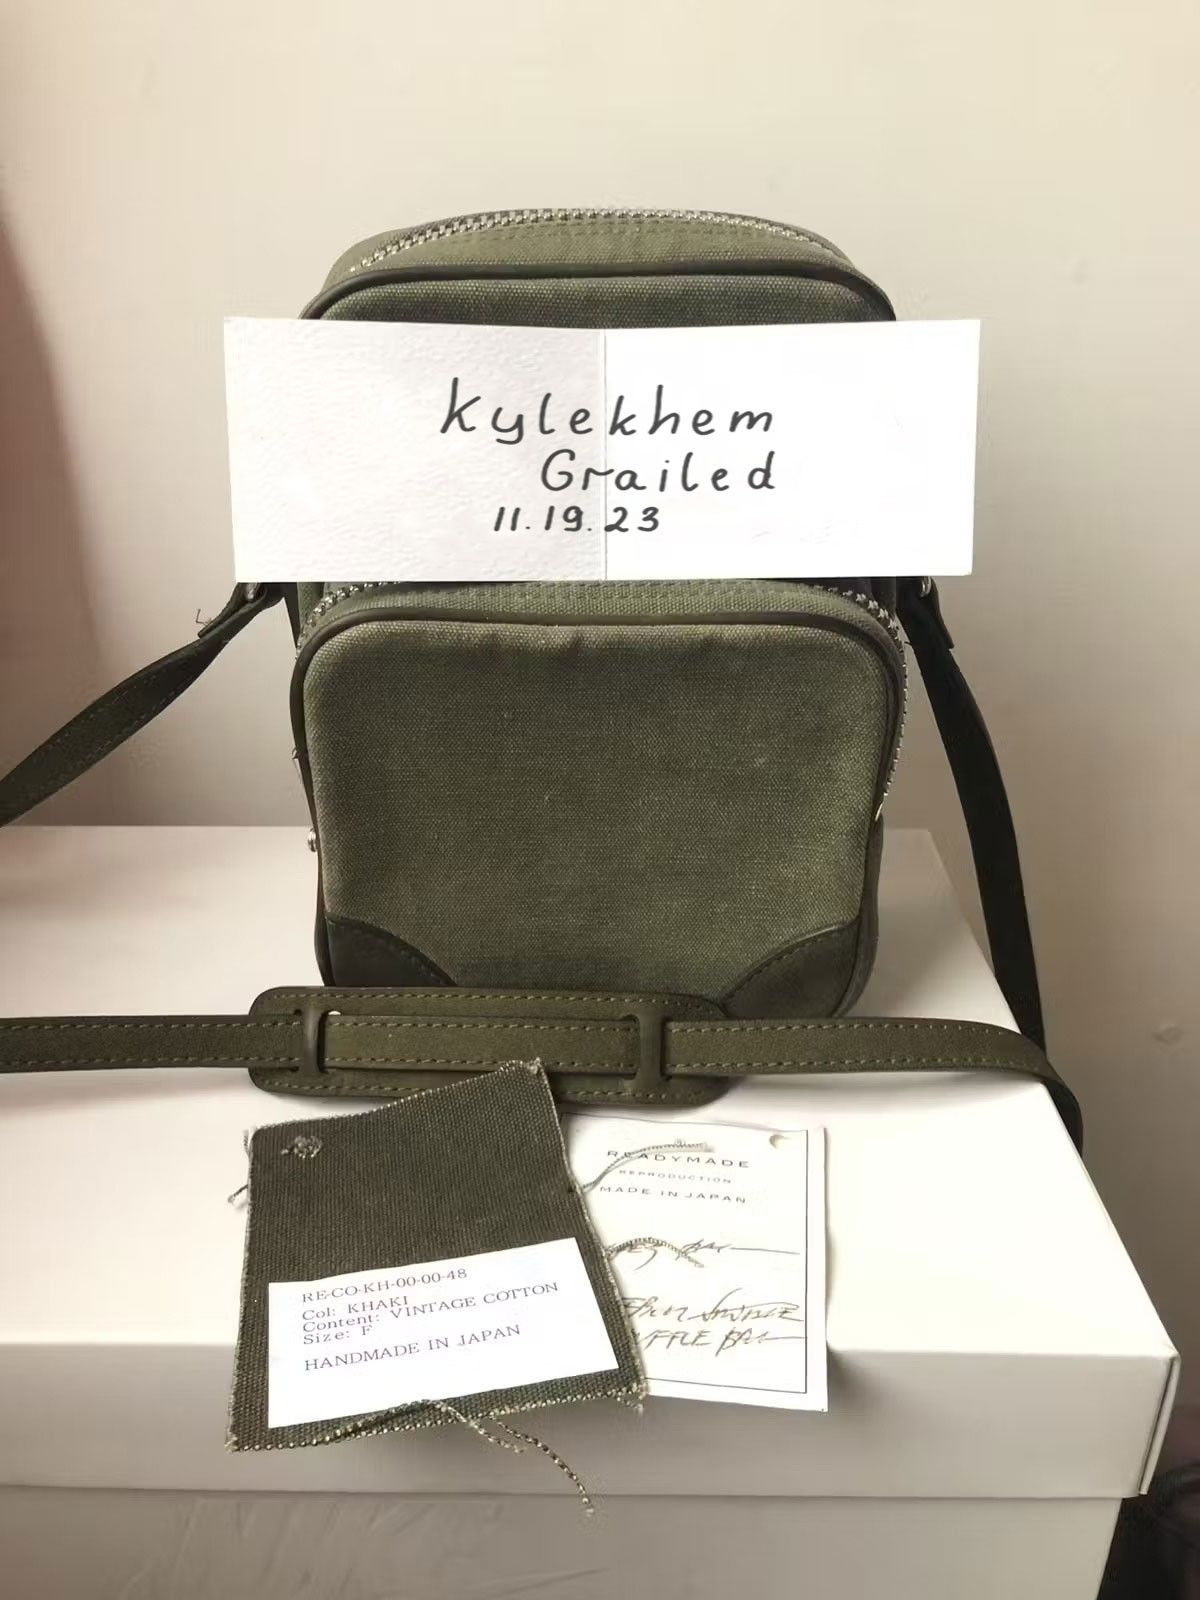 Kylekhem
Grailed
11.19.23
READYMADE
REPRODUCTION
MADE IN JAPAN
RE-CO-KH-00-00-48
Col: KHAKI
Content: VINTAGE COTTON
Size: F
HANDMADE IN JAPAN